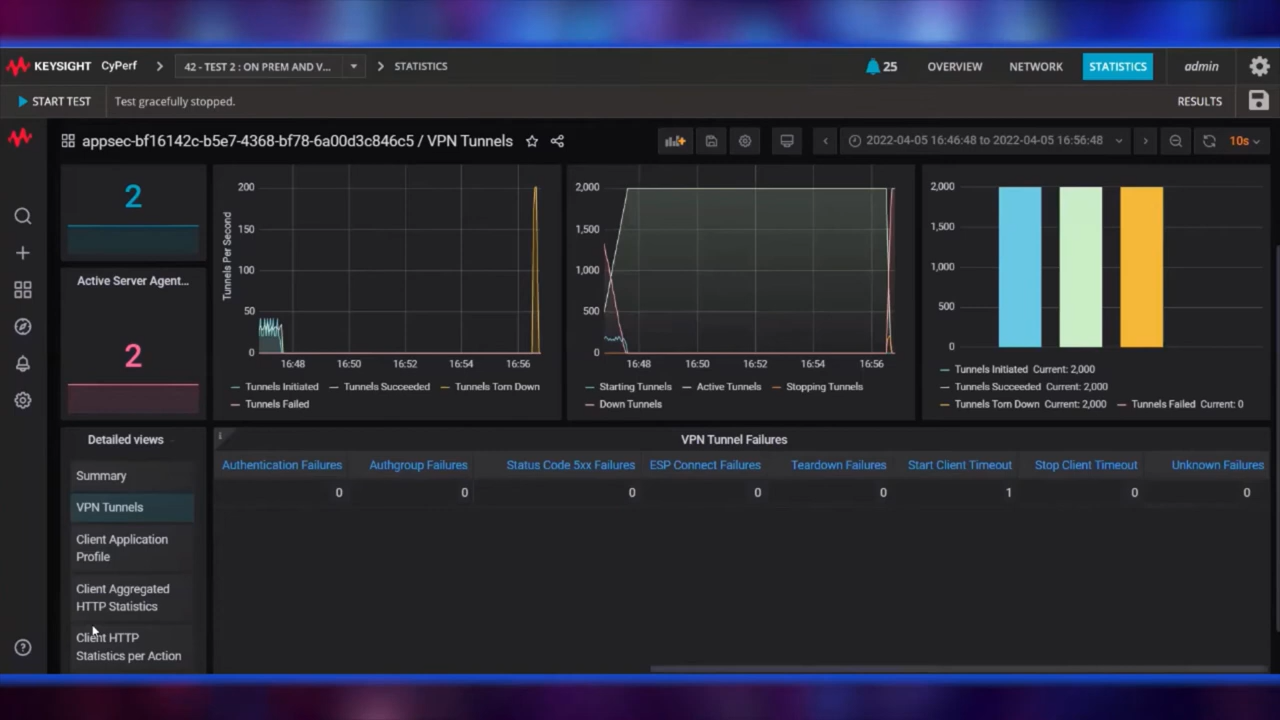 KEYSIGHT CyPerf > 42 - TEST 2 : ON PREM AND V... > STATISTICS 25 OVERVIEW NETWORK STATISTICS admin
START TEST Test gracefully stopped. RESULTS
appsec-bf16142c-b5e7-4368-bf78-6a00d3c846c5 / VPN Tunnels 2022-04-05 16:46:48 to 2022-04-05 16:56:48 10s
2
Active Server Agent...
2
Tunnels Per Second
200
150
100
50
0
16:48 16:50 16:52 16:54 16:56
Tunnels Initiated Tunnels Succeeded Tunnels Torn Down
Tunnels Failed
2,000
1,500
1,000
500
0
16:48 16:50 16:52 16:54 16:56
Starting Tunnels Active Tunnels Stopping Tunnels
Down Tunnels
2,000
1,500
1,000
500
0
Tunnels Initiated Current: 2,000
Tunnels Succeeded Current: 2,000
Tunnels Torn Down Current: 2,000 Tunnels Failed Current: 0
Detailed views
Summary
VPN Tunnels
Client Application
Profile
Client Aggregated
HTTP Statistics
Client HTTP
Statistics per Action
VPN Tunnel Failures
Authentication Failures Authgroup Failures Status Code 5xx Failures ESP Connect Failures Teardown Failures Start Client Timeout Stop Client Timeout Unknown Failures
0 0 0 0 0 1 0 0